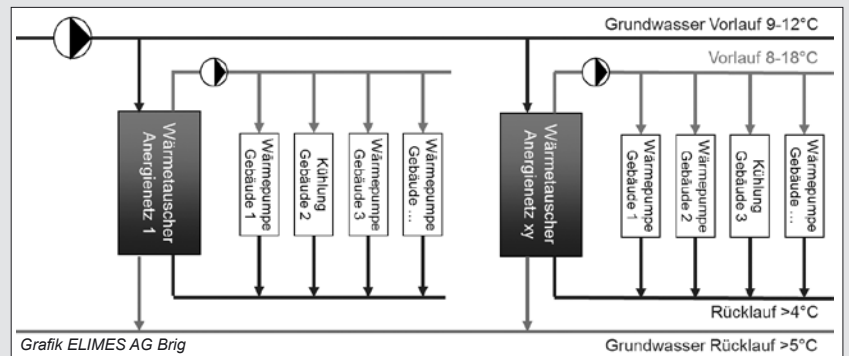 Grundwasser Vorlauf 9-12°C
Vorlauf 8-18°C
Wärmetauscher
Anergienetz 1
Wärmepumpe
Gebäude 1
Kühlung
Gebäude 2
Wärmepumpe
Gebäude 3
Wärmepumpe
Gebäude ...
Wärmetauscher
Anergienetz xy
Wärmepumpe
Gebäude 1
Wärmepumpe
Gebäude 2
Kühlung
Gebäude 3
Wärmepumpe
Gebäude ...
Rücklauf >4°C
Grafik ELIMES AG Brig
Grundwasser Rücklauf >5°C